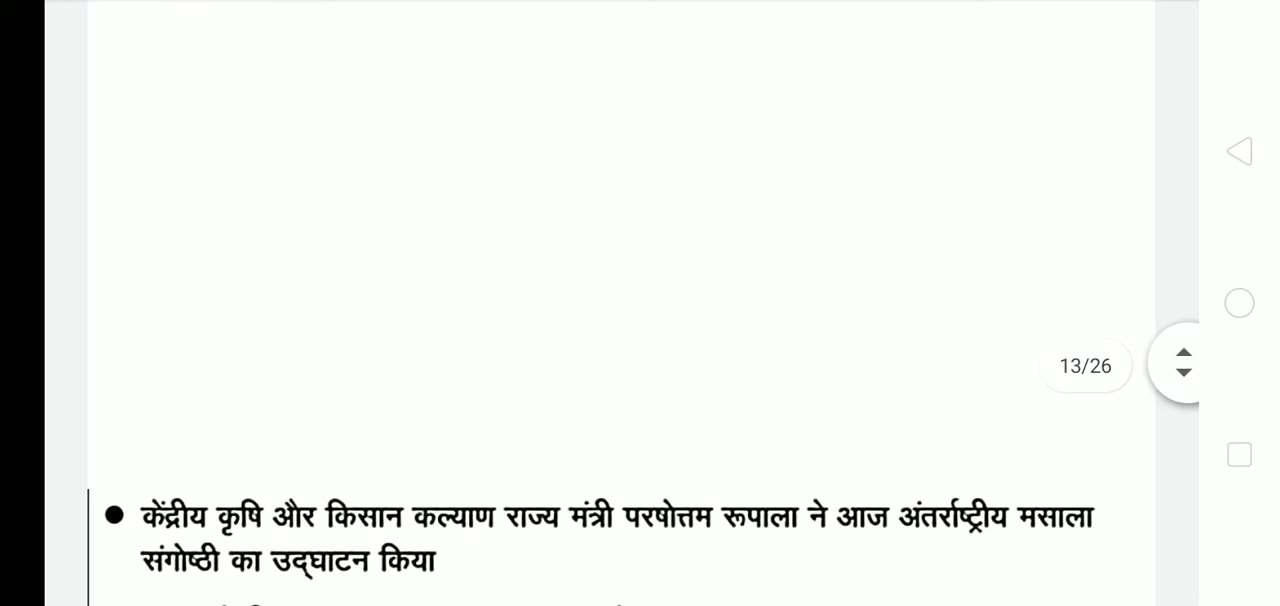 13/26
● केंद्रीय कृषि और किसान कल्याण राज्य मंत्री परषोत्तम रूपाला ने आज अंतर्राष्ट्रीय मसाला
संगोष्ठी का उद्घाटन किया